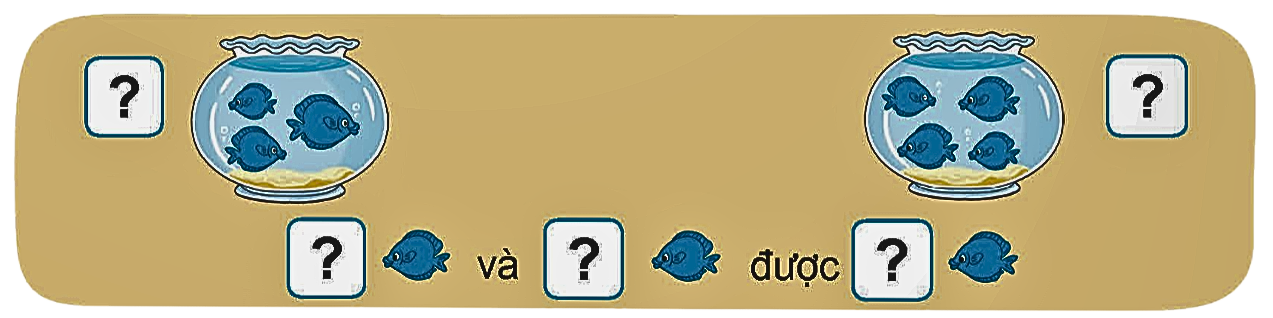 ? ?
? và ? được ?